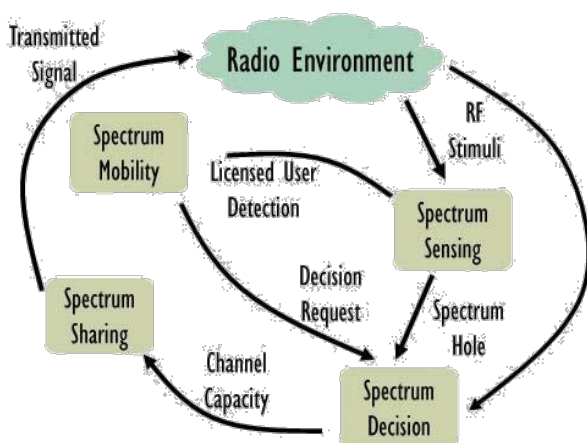 Transmitted
Signal
Radio Environment
RF
Stimuli
Spectrum
Mobility
Licensed User
Detection
Spectrum
Sensing
Decision
Request
Spectrum
Hole
Spectrum
Sharing
Channel
Capacity
Spectrum
Decision